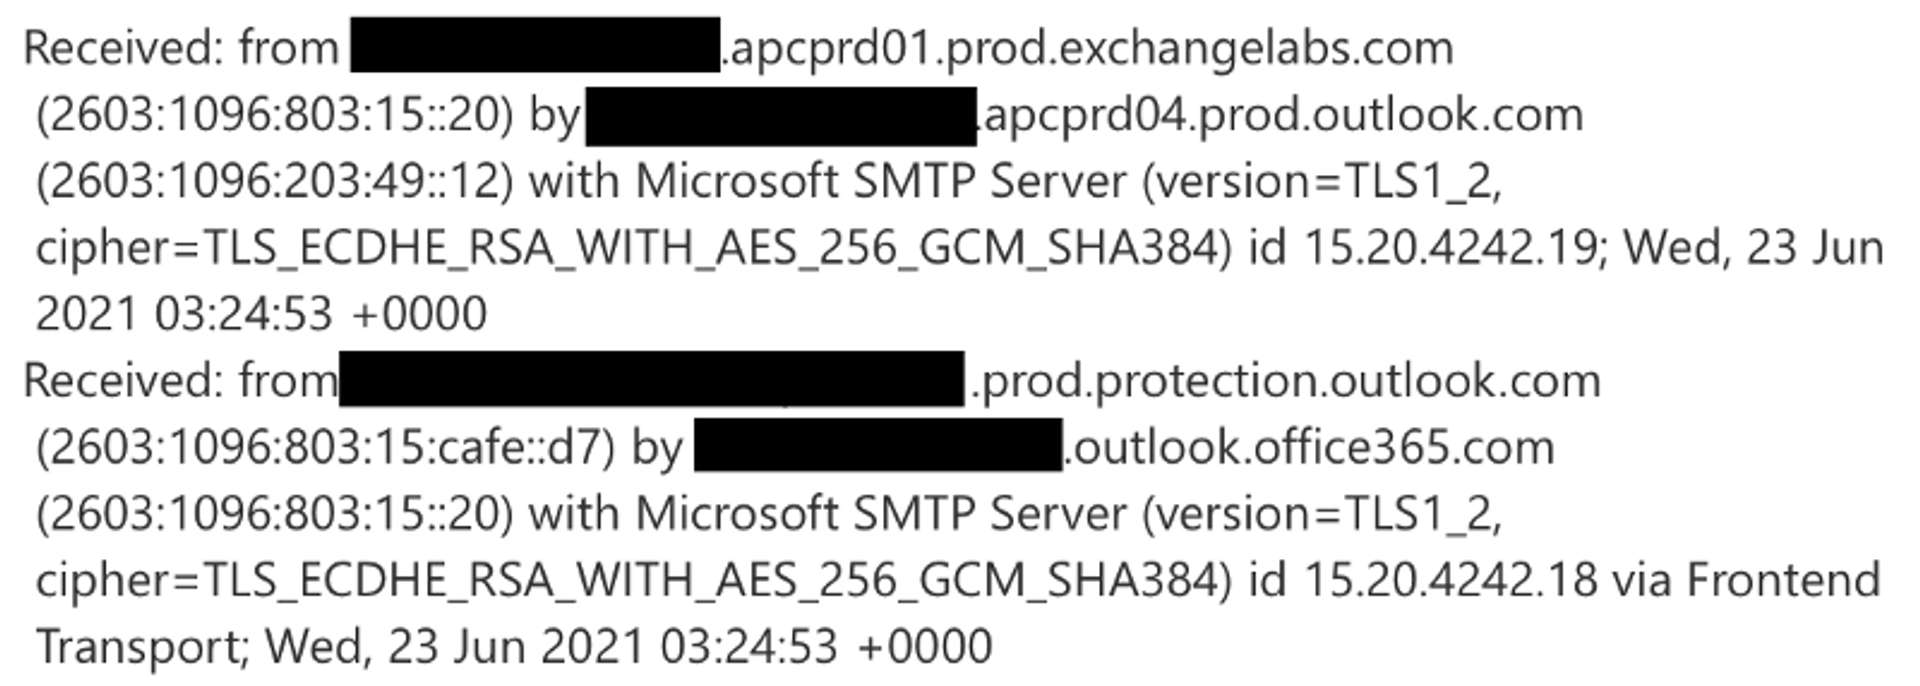 Received: from .apcprd01.prod.exchangelabs.com
(2603:1096:803:15::20) by .apcprd04.prod.outlook.com
(2603:1096:203:49::12) with Microsoft SMTP Server (version=TLS1_2,
cipher=TLS_ECDHE_RSA_WITH_AES_256_GCM_SHA384) id 15.20.4242.19; Wed, 23 Jun
2021 03:24:53 +0000
Received: from .prod.protection.outlook.com
(2603:1096:803:15:cafe::d7) by .outlook.office365.com
(2603:1096:803:15::20) with Microsoft SMTP Server (version=TLS1_2,
cipher=TLS_ECDHE_RSA_WITH_AES_256_GCM_SHA384) id 15.20.4242.18 via Frontend
Transport; Wed, 23 Jun 2021 03:24:53 +0000